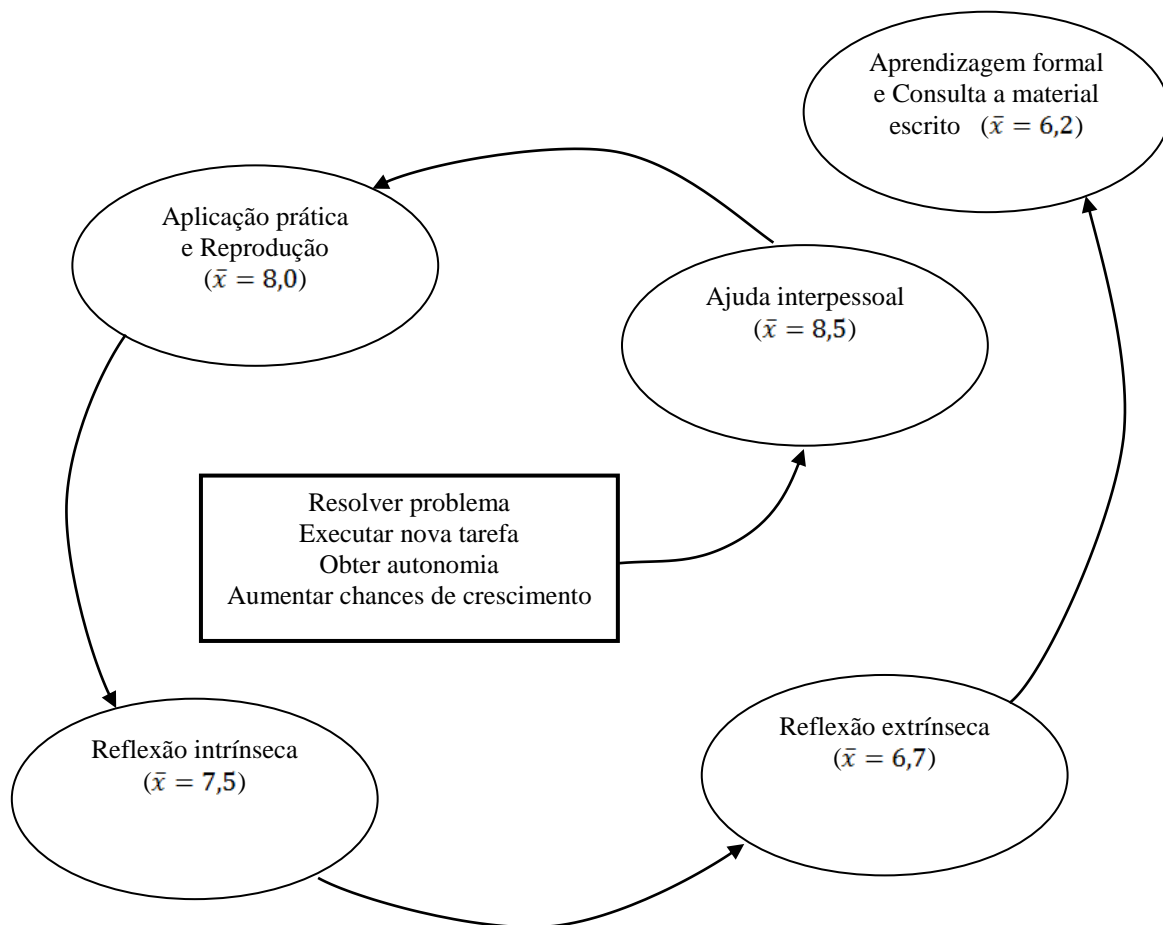 Aprendizagem formal
e Consulta a material
escrito (x̄ = 6,2)
Aplicação prática
e Reprodução
(x̄ = 8,0)
Ajuda interpessoal
(x̄ = 8,5)
Resolver problema
Executar nova tarefa
Obter autonomia
Aumentar chances de crescimento
Reflexão intrínseca
(x̄ = 7,5)
Reflexão extrínseca
(x̄ = 6,7)